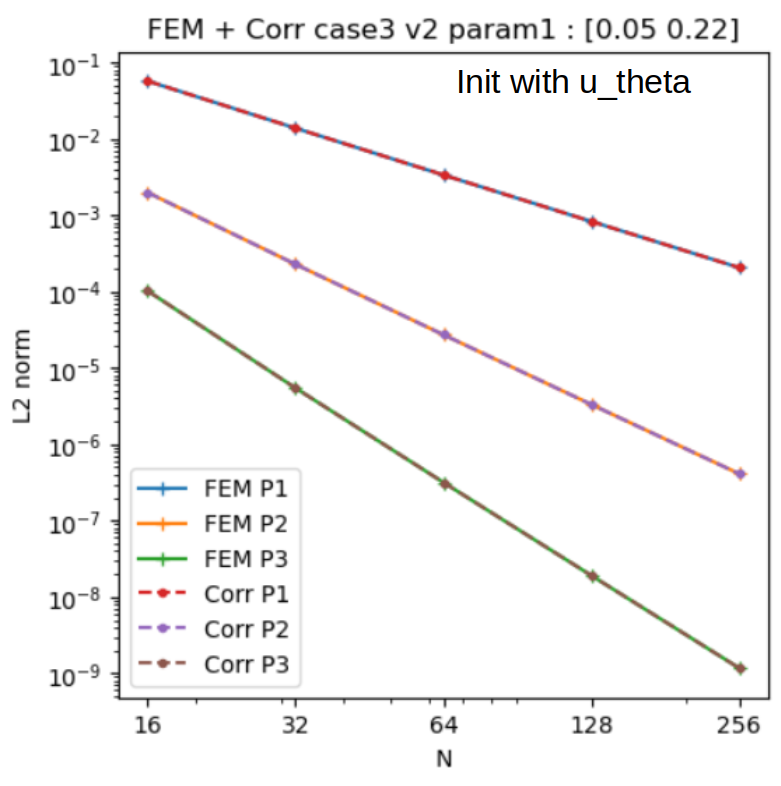 FEM + Corr case3 v2 param1 : [0.05 0.22]
Init with u_theta
10⁻¹
10⁻²
10⁻³
10⁻⁴
10⁻⁵
10⁻⁶
10⁻⁷
10⁻⁸
10⁻⁹
L2 norm
FEM P1
FEM P2
FEM P3
Corr P1
Corr P2
Corr P3
16 32 64 128 256
N